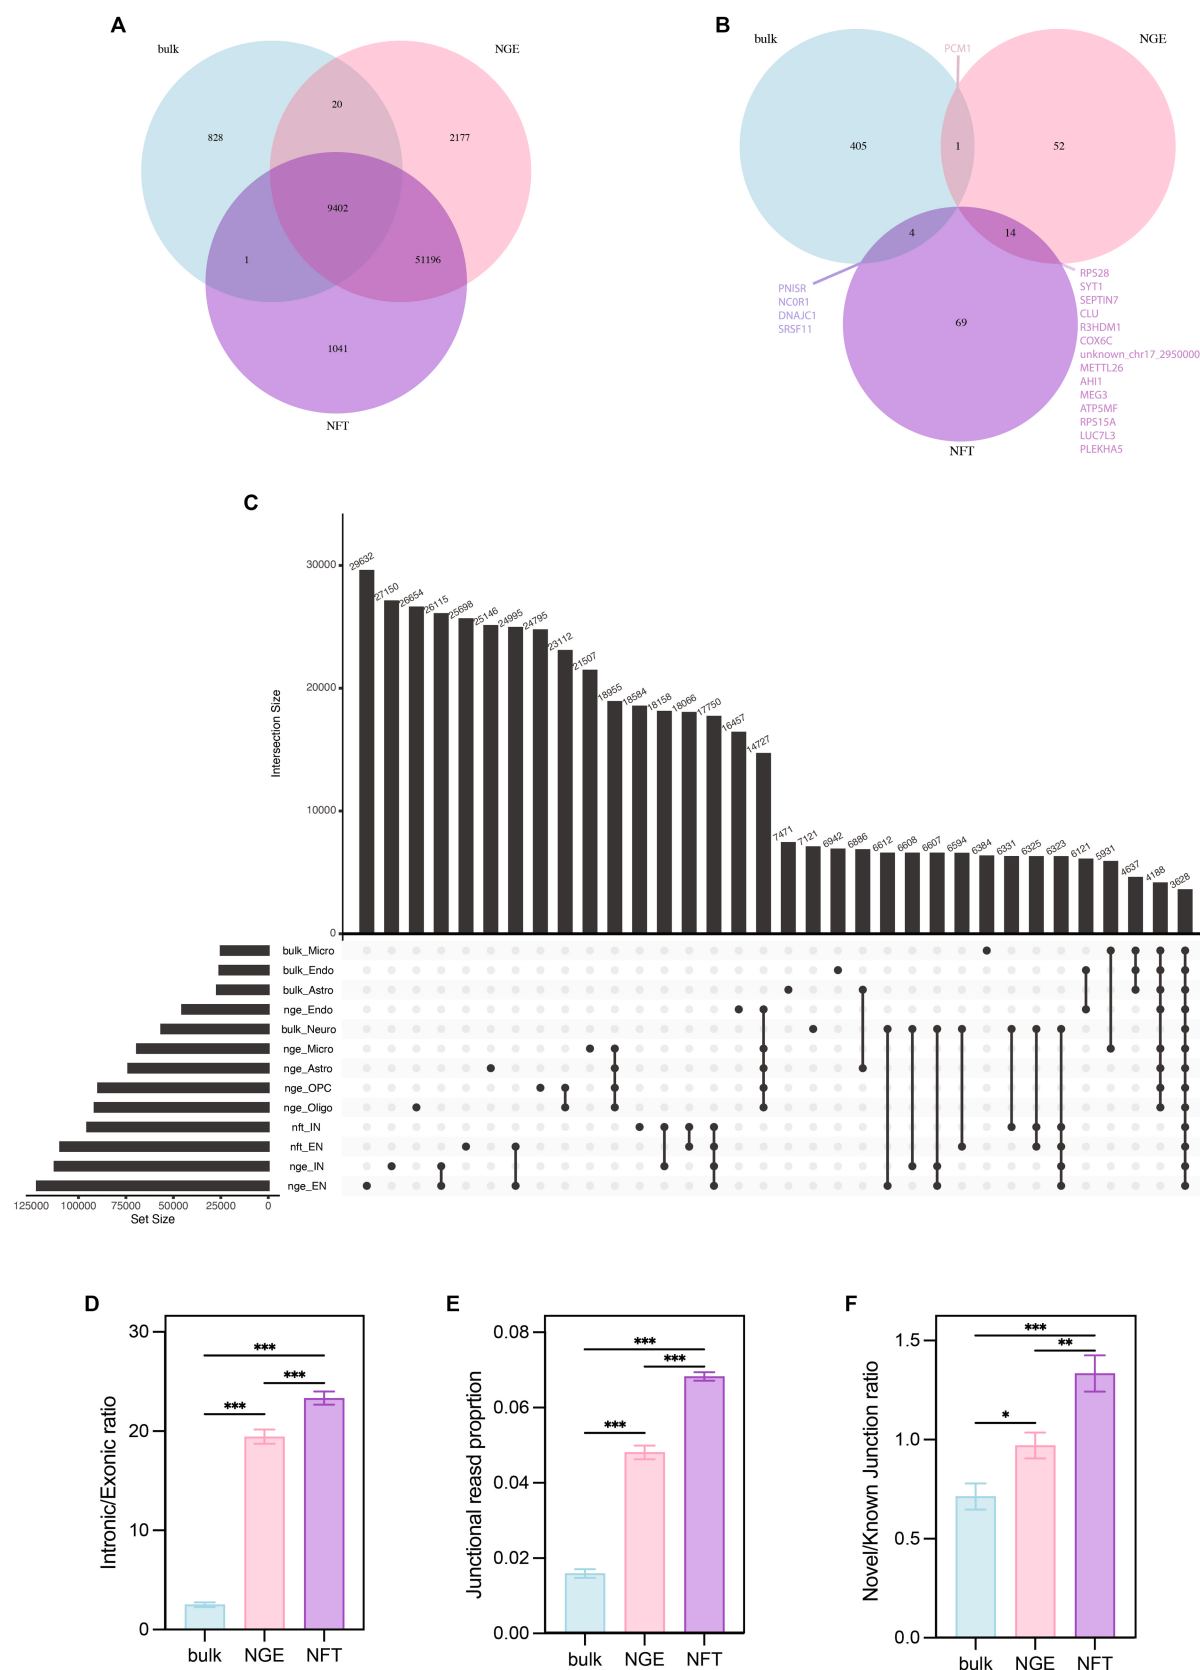 A
bulk
NGE
20
828
2177
9402
1
51196
1041
NFT
B
bulk
PCM1
NGE
405
1
52
4
14
69
NFT
PNISR
NC0R1
DNAJC1
SRSF11
RPS28
SYT1
SEPTIN7
CLU
R3HDM1
COX6C
unknown_chr17_2950000
METTL26
AHI1
MEG3
ATP5MF
RPS15A
LUC7L3
PLEKHA5
C
Intersection Size
30000
20000
10000
0
29632
27150
26654
26115
25698
25146
24995
24795
23112
21507
18955
18584
18158
18066
17750
16457
14727
7471
7121
6942
6886
6612
6608
6607
6594
6384
6331
6325
6323
6121
5931
4637
4188
3628
bulk_Micro
bulk_Endo
bulk_Astro
nge_Endo
bulk_Neuro
nge_Micro
nge_Astro
nge_OPC
nge_Oligo
nft_IN
nft_EN
nge_IN
nge_EN
125000 100000 75000 50000 25000 0
Set Size
D
Intronic/Exonic ratio
30
20
10
0
***
***
***
bulk NGE NFT
E
Junctional reasd proprtion
0.08
0.06
0.04
0.02
0.00
***
***
***
bulk NGE NFT
F
Novel/Known Junction ratio
1.5
1.0
0.5
0.0
***
**
*
bulk NGE NFT